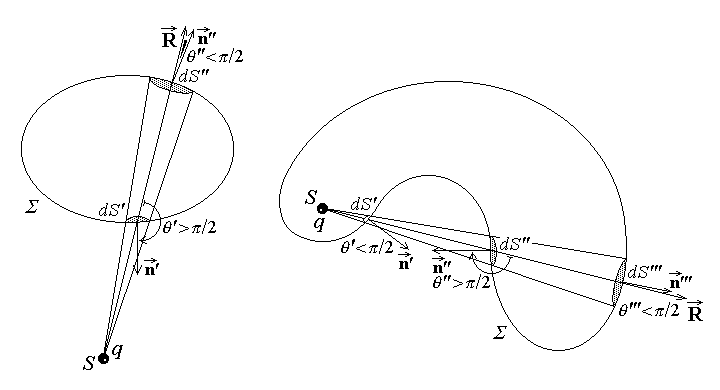 R⃗ n⃗″
θ″<π/2
dS″
Σ
dS′
θ′>π/2
n⃗′
S q
S
q
dS′
θ′<π/2
n⃗′
dS″
n⃗″
θ″>π/2
dS‴
n⃗‴
R⃗
θ‴<π/2
Σ